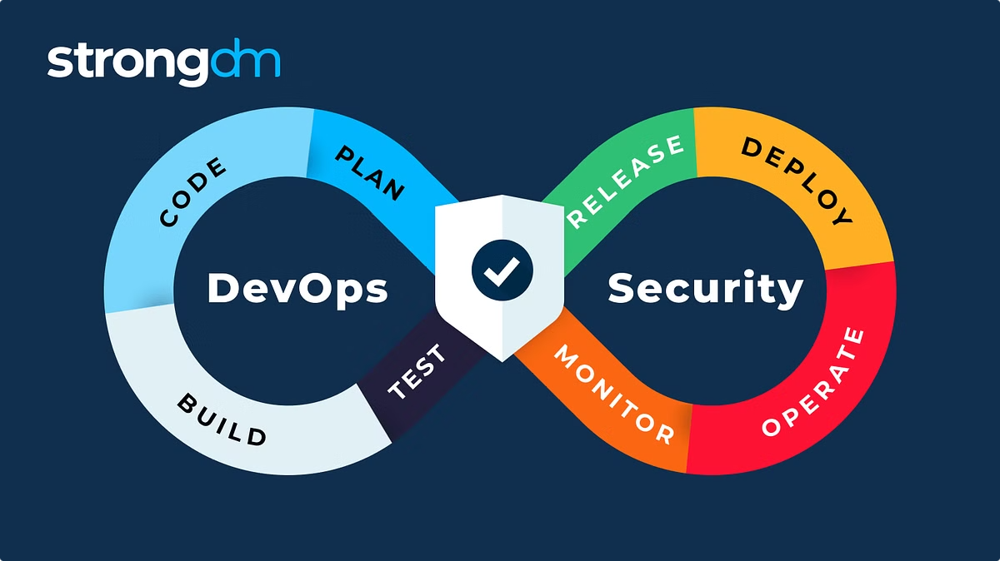 strongdm
PLAN
CODE
BUILD
TEST
DevOps
RELEASE
DEPLOY
OPERATE
MONITOR
Security